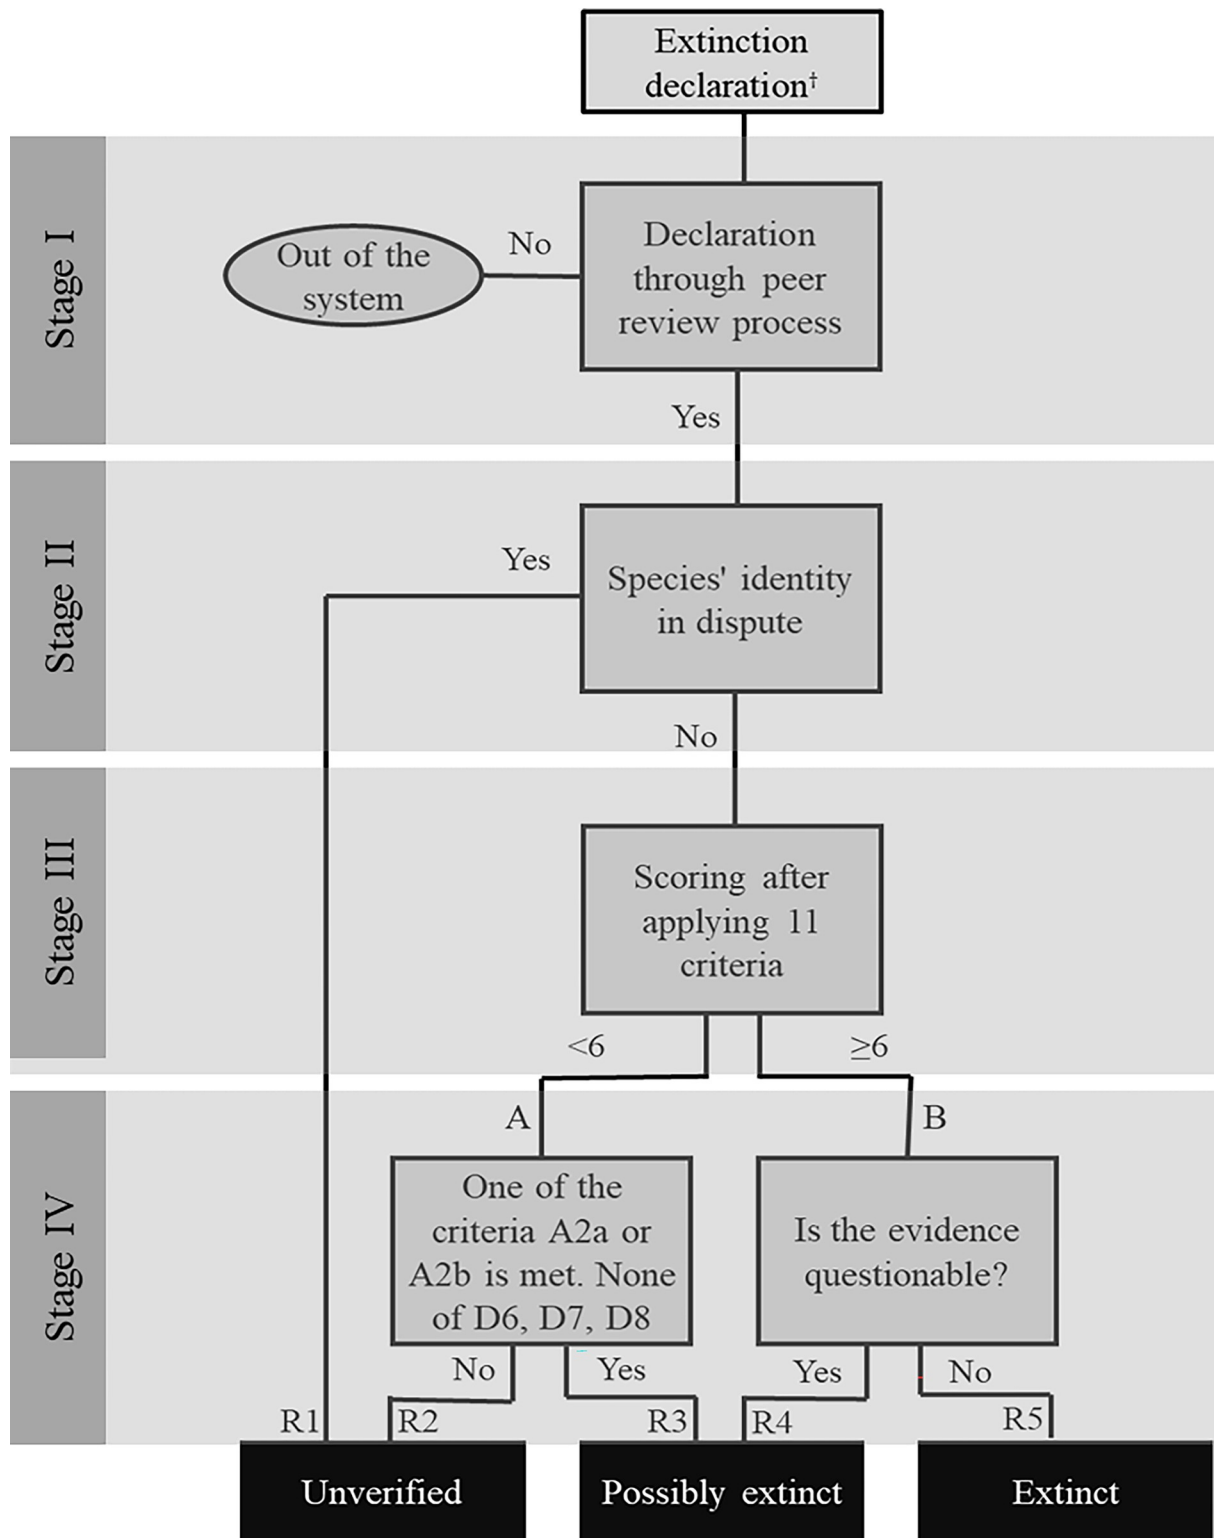 Extinction
declaration†
Stage I
No
Out of the
system
Declaration
through peer
review process
Yes
Stage II
Yes
Species' identity
in dispute
No
Stage III
Scoring after
applying 11
criteria
<6
≥6
Stage IV
A
B
One of the
criteria A2a or
A2b is met. None
of D6, D7, D8
Is the evidence
questionable?
No
Yes
Yes
No
R1
R2
R3
R4
R5
Unverified
Possibly extinct
Extinct